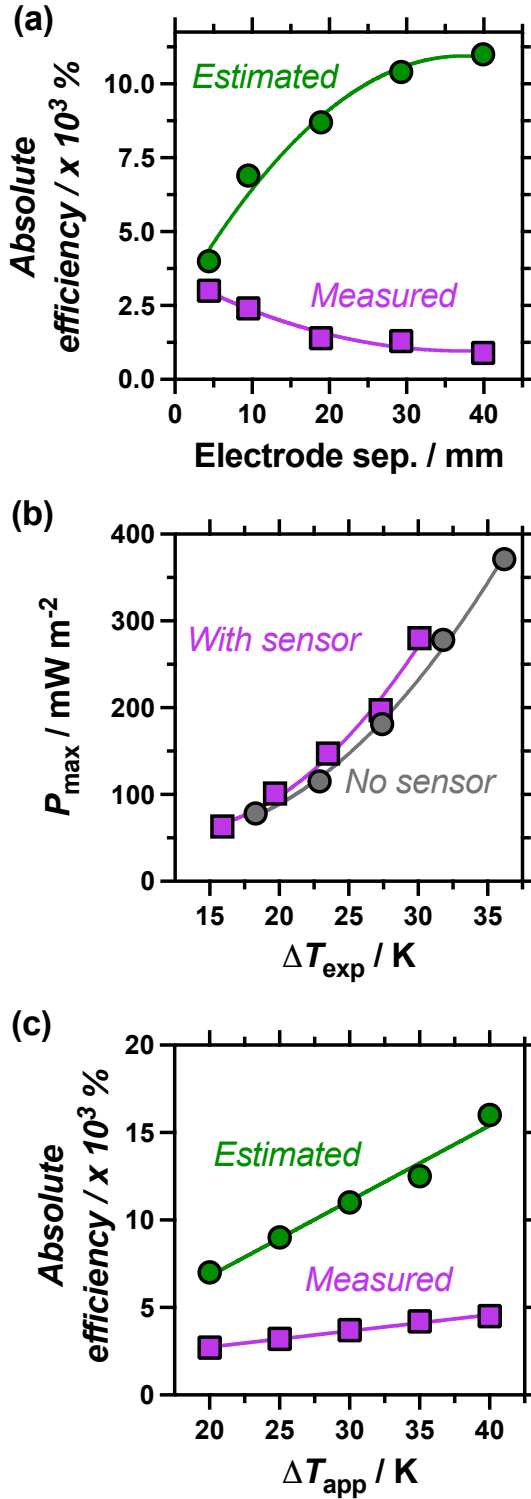 (a)
Absolute
efficiency / x 10³ %
10.0
7.5
5.0
2.5
0.0
Estimated
Measured
0 10 20 30 40
Electrode sep. / mm
(b)
P_max / mW m⁻²
400
300
200
100
0
With sensor
No sensor
15 20 25 30 35
ΔT_exp / K
(c)
Absolute
efficiency / x 10³ %
20
15
10
5
0
Estimated
Measured
20 25 30 35 40
ΔT_app / K